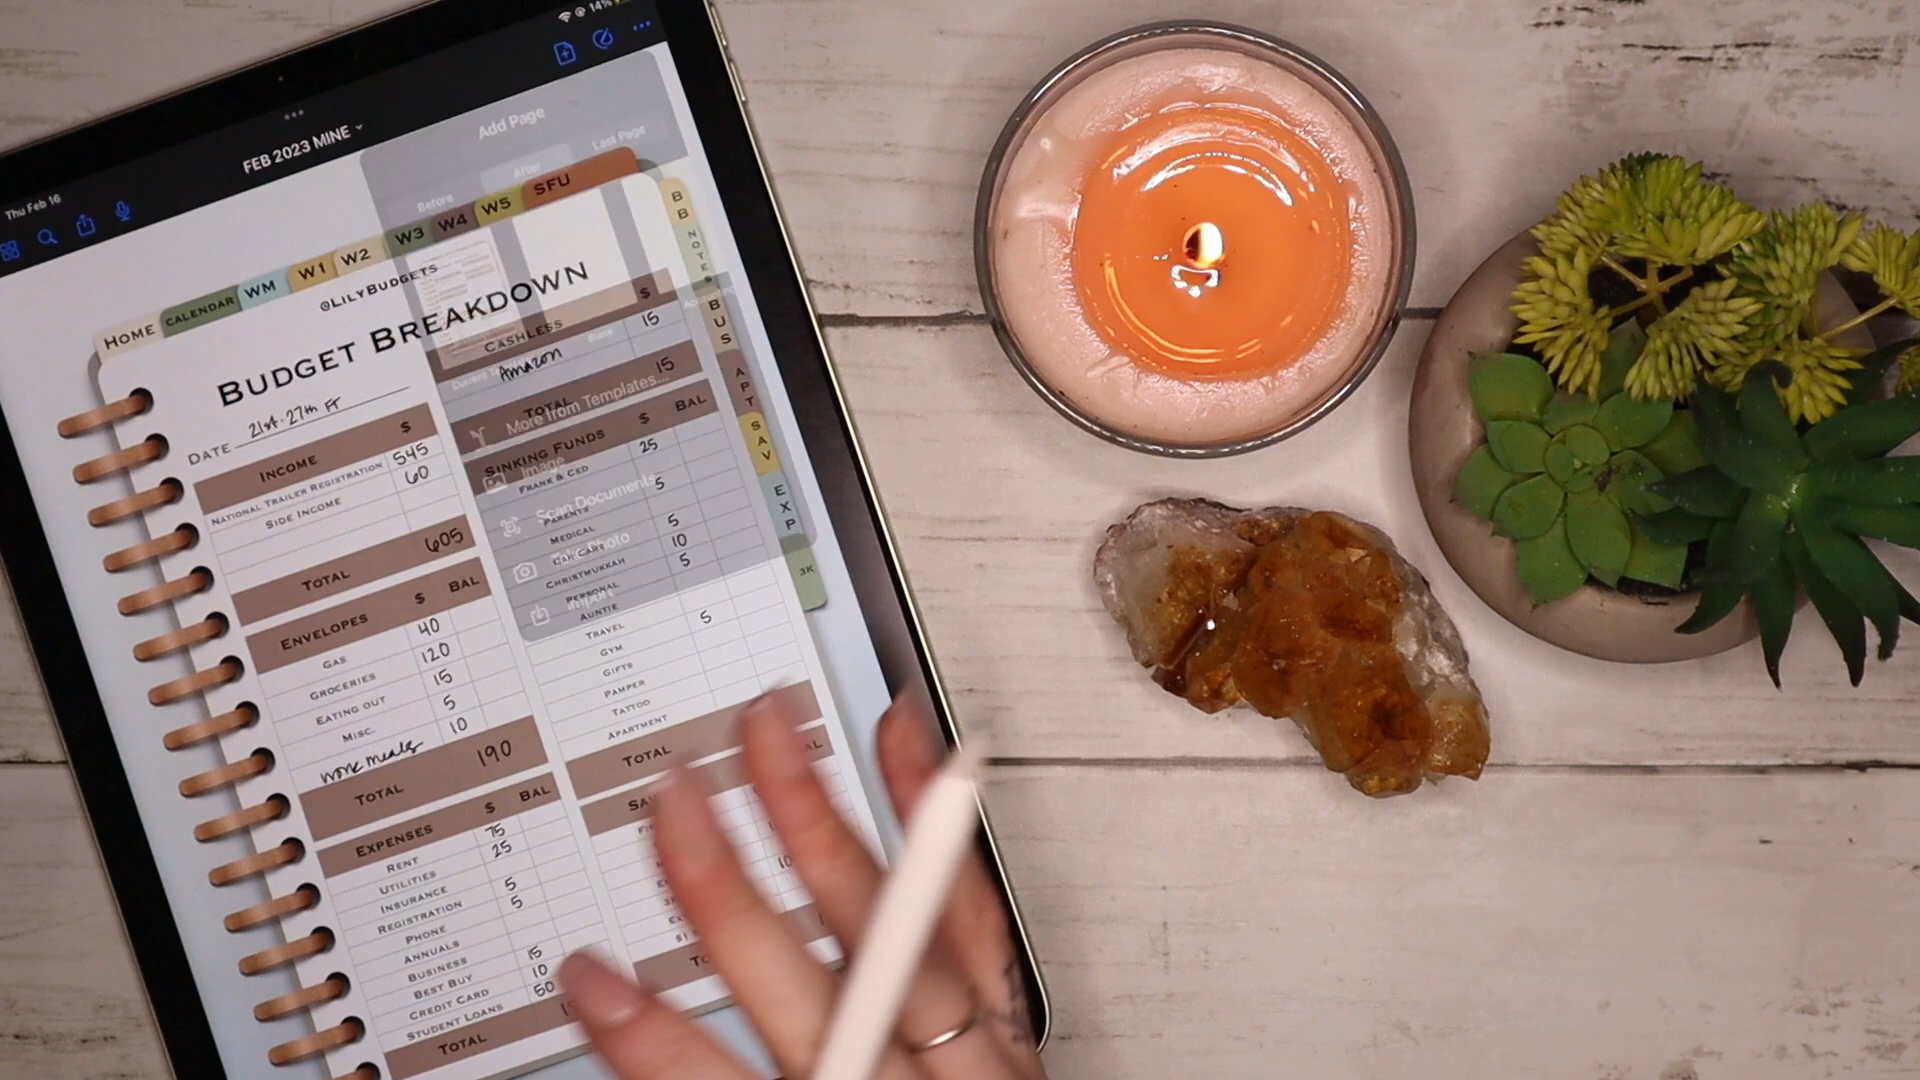 Thu Feb 16
14%
FEB 2023 MINE
Add Page
Before
After
Last Page
HOME
CALENDAR
WM
W1
W2
W3
W4
W5
SFU
@LILYBUDGETS
BUDGET BREAKDOWN
DATE 21st-27th FT
INCOME $
NATIONAL TRAILER REGISTRATION 545
SIDE INCOME 60
TOTAL 605
ENVELOPES $ BAL
GAS 40
GROCERIES 120
EATING OUT 15
MISC. 5
work meals 10
TOTAL 190
EXPENSES $ BAL
RENT 75
UTILITIES 25
INSURANCE
REGISTRATION 5
PHONE 5
ANNUALS
BUSINESS
BEST BUY 15
CREDIT CARD 10
STUDENT LOANS 50
TOTAL
CASHLESS $
Amazon 15
TOTAL 15
More from Templates...
SINKING FUNDS $ BAL
FRANK & CED 25
Image
Scan Documents
5
PARENTS
MEDICAL
CAR CARE 5
Take Photo
CHRISTMUKKAH 10
PERSONAL 5
Import
AUNTIE
TRAVEL
GYM 5
GIFTS
PAMPER
TATTOO
APARTMENT
TOTAL
10
BB
NOTES
BUS
APT
SAV
EXP
3K